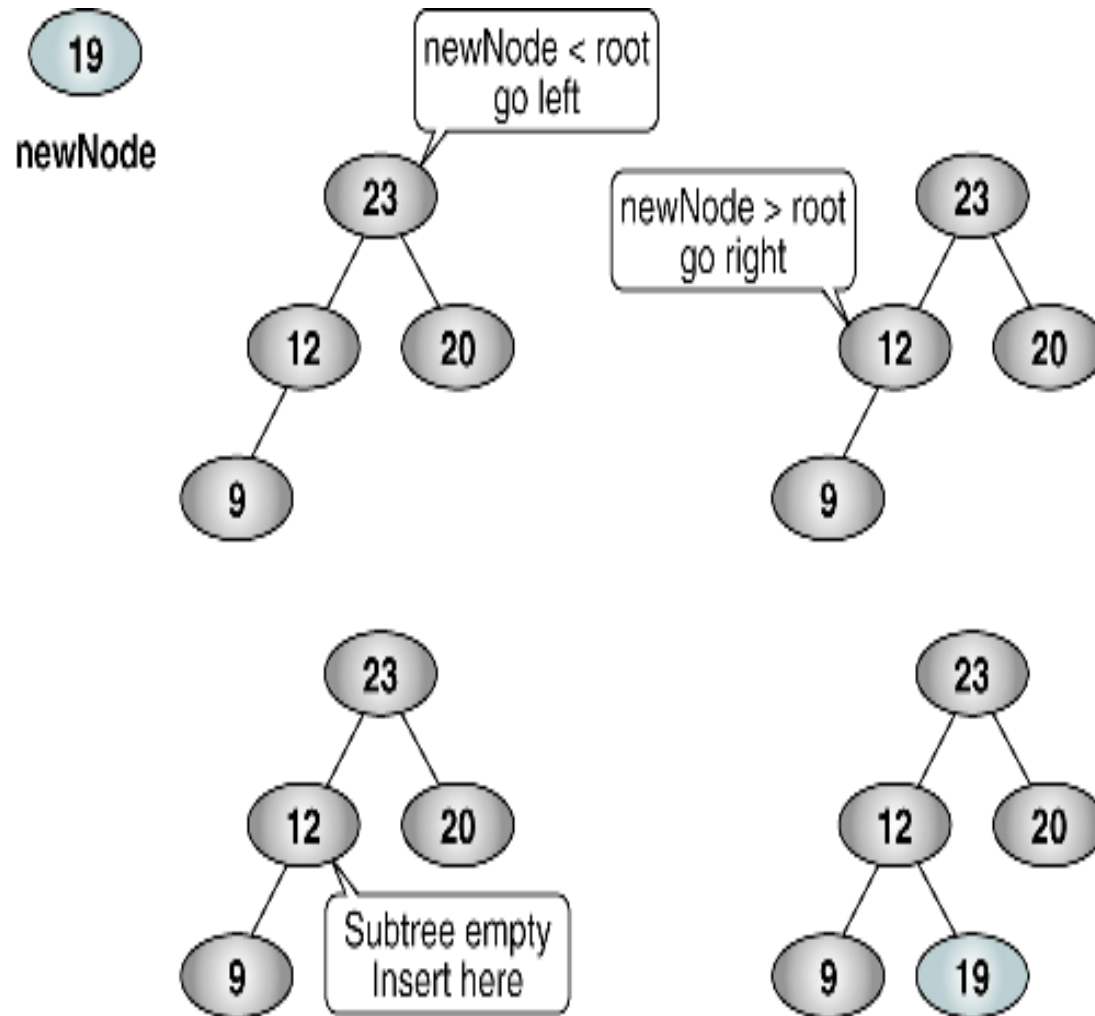 19
newNode
newNode < root
go left
23
12
20
9
newNode > root
go right
23
12
20
9
23
12
20
9
Subtree empty
Insert here
23
12
20
9
19